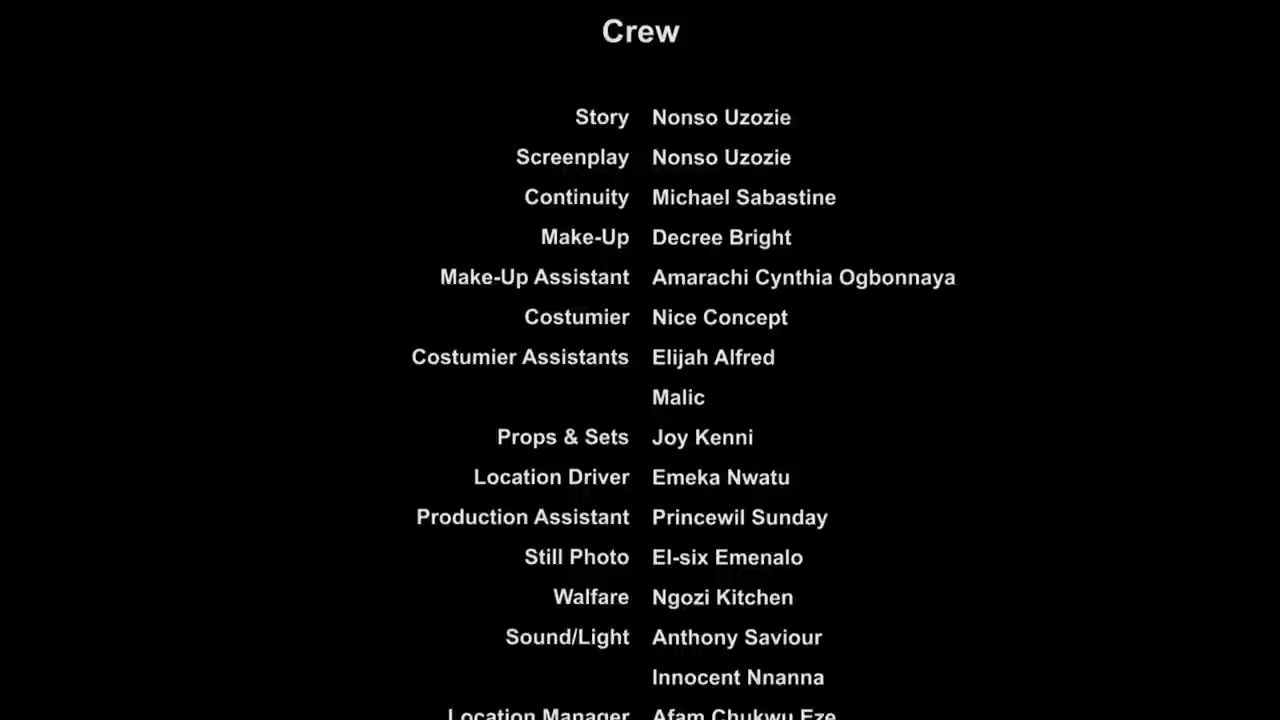 Crew
Story Nonso Uzozie
Screenplay Nonso Uzozie
Continuity Michael Sabastine
Make-Up Decree Bright
Make-Up Assistant Amarachi Cynthia Ogbonnaya
Costumier Nice Concept
Costumier Assistants Elijah Alfred
Malic
Props & Sets Joy Kenni
Location Driver Emeka Nwatu
Production Assistant Princewil Sunday
Still Photo El-six Emenalo
Walfare Ngozi Kitchen
Sound/Light Anthony Saviour
Innocent Nnanna
Location Manager Afam Chukwu Eze